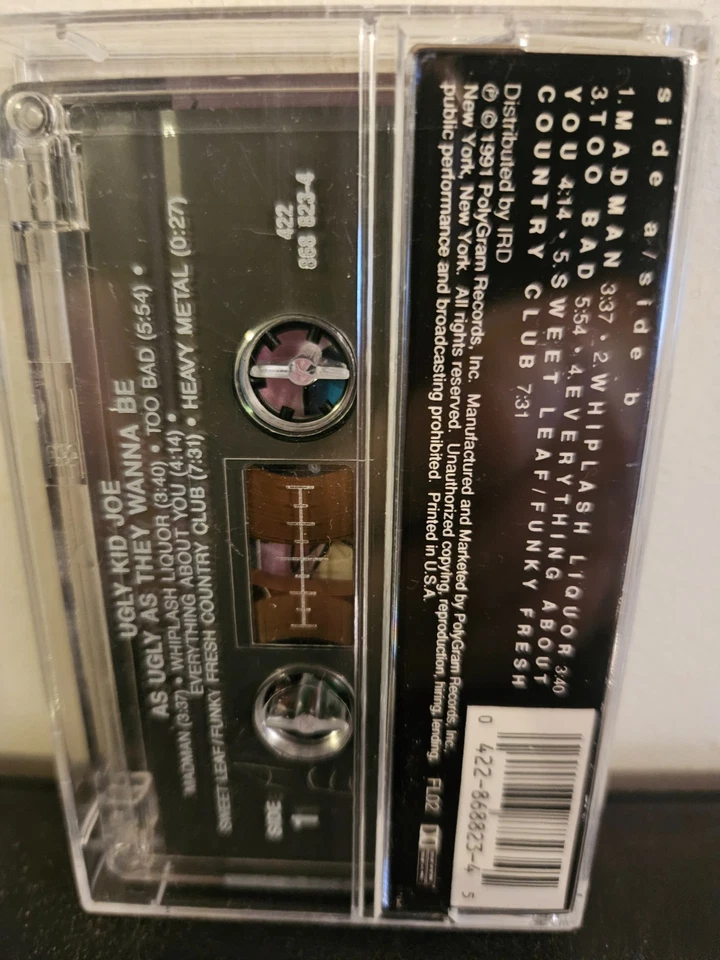 side a/side b
1.MADMAN 3:37 • 2.WHIPLASH LIQUOR 3:40
3.TOO BAD 5:54 • 4.EVERYTHING ABOUT
YOU 4:14 • 5.SWEET LEAF/FUNKY FRESH
COUNTRY CLUB 7:31
Distributed by IRD
℗ © 1991 PolyGram Records, Inc. Manufactured and Marketed by PolyGram Records, Inc.,
New York, New York. All rights reserved. Unauthorized copying, reproduction, hiring, lending,
public performance and broadcasting prohibited. Printed in U.S.A.
FL02
0 422-868823-4 5
422
868 823-4
SIDE
1
UGLY KID JOE
AS UGLY AS THEY WANNA BE
MADMAN (3:37) • WHIPLASH LIQUOR (3:40) • TOO BAD (5:54) •
EVERYTHING ABOUT YOU (4:14) •
SWEET LEAF/FUNKY FRESH COUNTRY CLUB (7:31) • HEAVY METAL (0:27)